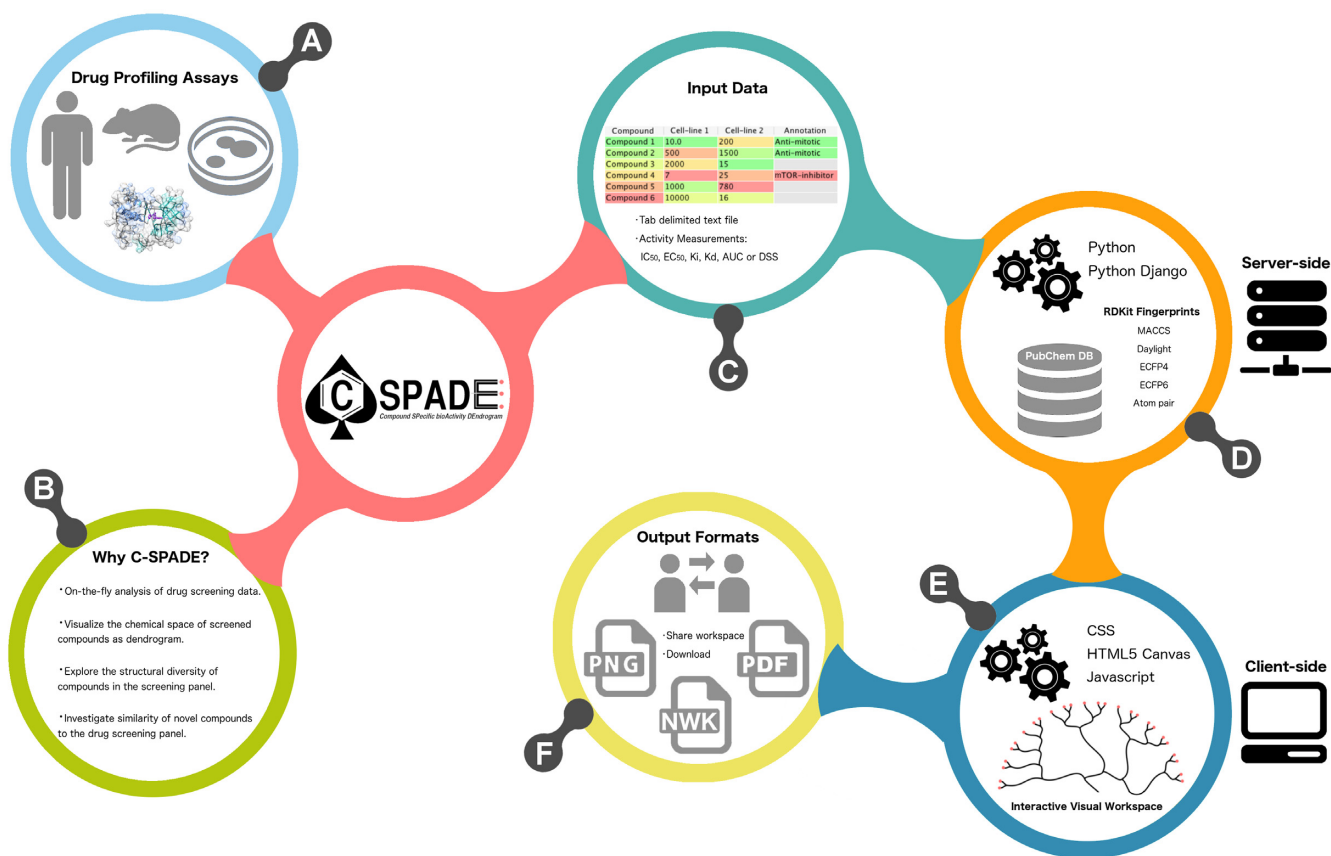 A
Drug Profiling Assays
B
Why C-SPADE?
·On-the-fly analysis of drug screening data.
·Visualize the chemical space of screened
compounds as dendrogram.
·Explore the structural diversity of
compounds in the screening panel.
·Investigate similarity of novel compounds
to the drug screening panel.
C SPADE
Compound SPecific bioActivity DEndrogram
Input Data
Compound Cell-line 1 Cell-line 2 Annotation
Compound 1 10.0 200 Anti-mitotic
Compound 2 500 1500 Anti-mitotic
Compound 3 2000 15
Compound 4 7 25 mTOR-inhibitor
Compound 5 1000 780
Compound 6 10000 16
·Tab delimited text file
·Activity Measurements:
IC50, EC50, Ki, Kd, AUC or DSS
C
Python
Python Django
RDKit Fingerprints
MACCS
Daylight
ECFP4
ECFP6
Atom pair
PubChem DB
D
Server-side
E
CSS
HTML5 Canvas
Javascript
Interactive Visual Workspace
Client-side
Output Formats
·Share workspace
·Download
PNG
PDF
NWK
F